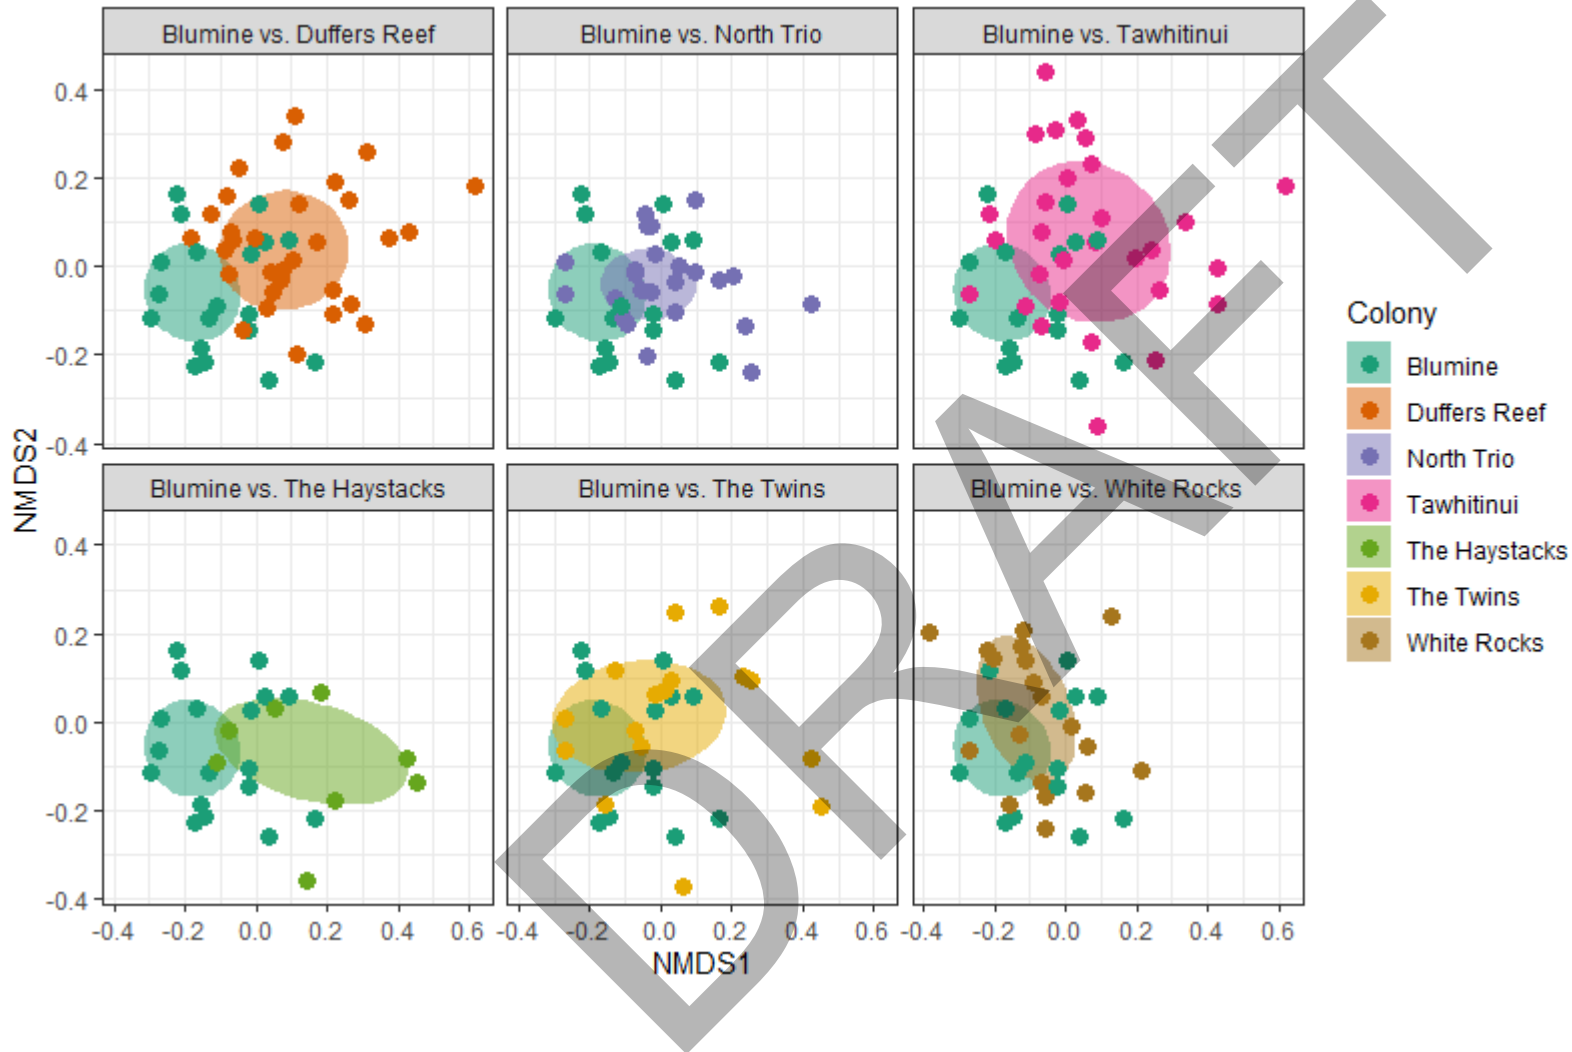 Blumine vs. Duffers Reef
Blumine vs. North Trio
Blumine vs. Tawhitinui
0.4
0.2
0.0
-0.2
-0.4
NMDS2
Blumine vs. The Haystacks
Blumine vs. The Twins
Blumine vs. White Rocks
0.4
0.2
0.0
-0.2
-0.4
-0.4 -0.2 0.0 0.2 0.4 0.6
-0.4 -0.2 0.0 0.2 0.4 0.6
-0.4 -0.2 0.0 0.2 0.4 0.6
NMDS1
Colony
Blumine
Duffers Reef
North Trio
Tawhitinui
The Haystacks
The Twins
White Rocks
DRAFT